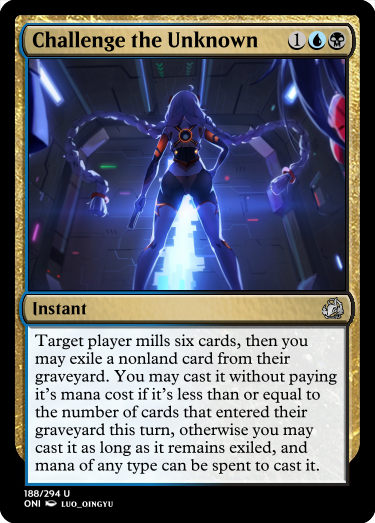 Challenge the Unknown 1
Instant
Target player mills six cards, then you
may exile a nonland card from their
graveyard. You may cast it without paying
it's mana cost if it's less than or equal to
the number of cards that entered their
graveyard this turn, otherwise you may
cast it as long as it remains exiled, and
mana of any type can be spent to cast it.
188/294 U
ONI LUO_QINGYU